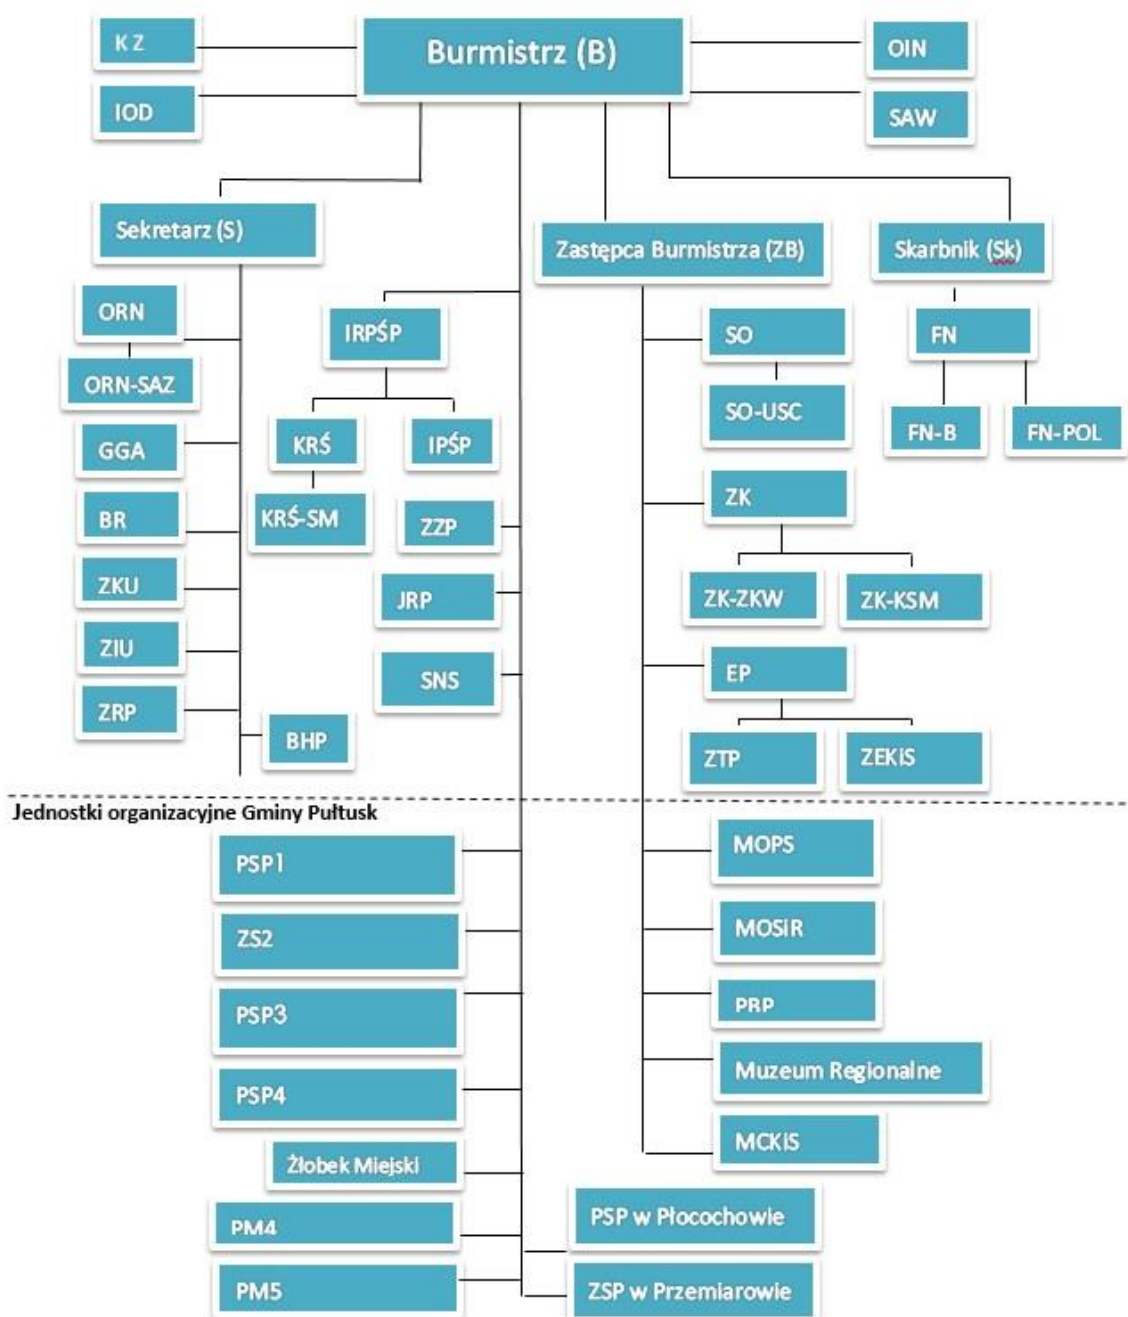 K Z
Burmistrz (B)
OIN
IOD
SAW
Sekretarz (S)
Zastępca Burmistrza (ZB)
Skarbnik (Sk)
ORN
IRPŚP
SO
FN
ORN-SAZ
SO-USC
FN-B
FN-POL
GGA
KRŚ
IPŚP
BR
KRŚ-SM
ZZP
ZK
ZKU
JRP
ZK-ZKW
ZK-KSM
ZIU
SNS
EP
ZRP
BHP
ZTP
ZEKiS
Jednostki organizacyjne Gminy Pułtusk
PSP1
MOPS
ZS2
MOSiR
PSP3
PBP
PSP4
Muzeum Regionalne
Żłobek Miejski
MCKiS
PM4
PSP w Płocochowie
PM5
ZSP w Przemiarowie